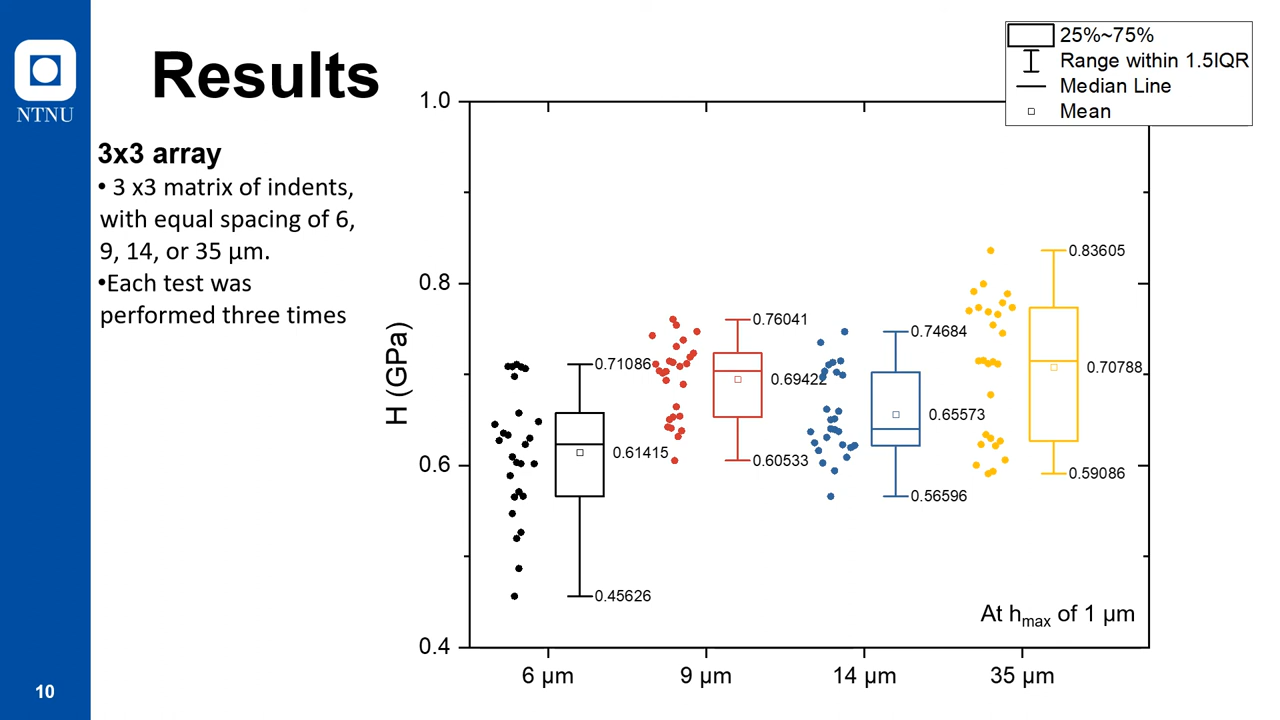 NTNU
Results
3x3 array
• 3 x3 matrix of indents,
with equal spacing of 6,
9, 14, or 35 µm.
•Each test was
performed three times
25%~75%
Range within 1.5IQR
Median Line
Mean
H (GPa)
1.0
0.8
0.6
0.4
0.71086
0.61415
0.45626
0.76041
0.69422
0.60533
0.74684
0.65573
0.56596
0.83605
0.70788
0.59086
At hmax of 1 µm
6 µm
9 µm
14 µm
35 µm
10